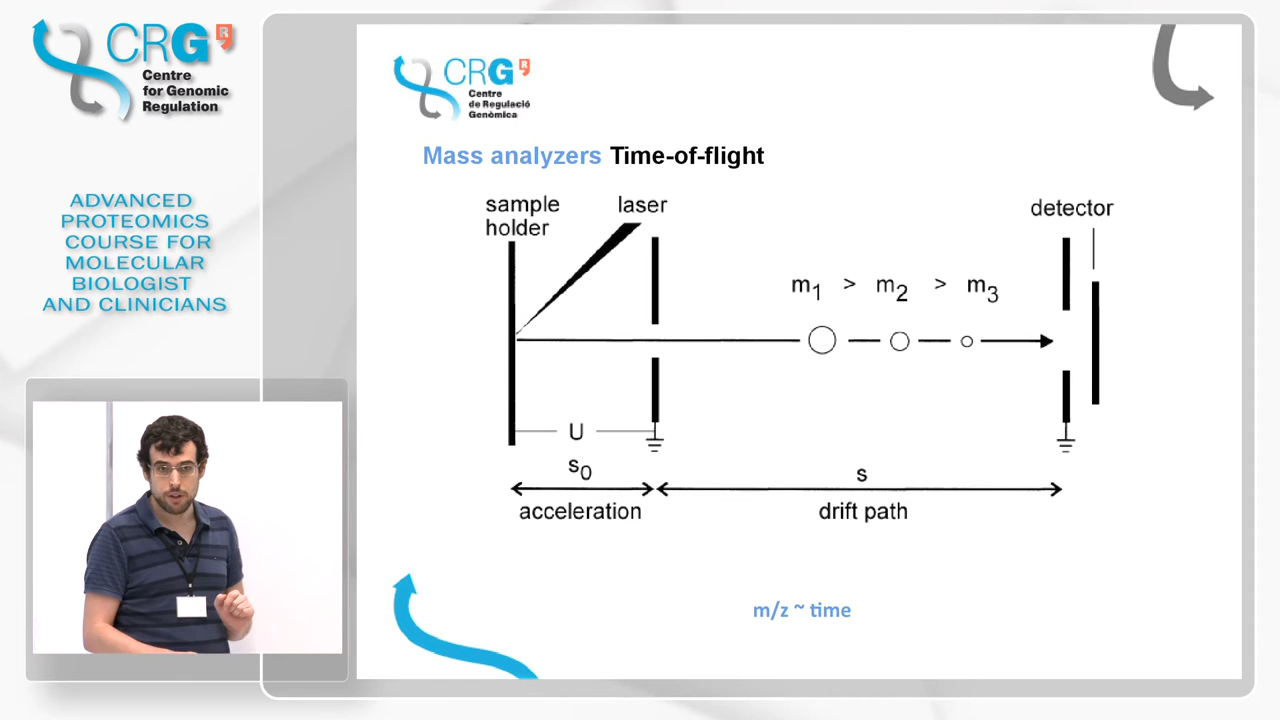 CRG
Centre
for Genomic
Regulation
ADVANCED
PROTEOMICS
COURSE FOR
MOLECULAR
BIOLOGIST
AND CLINICIANS
CRG
Centre
de Regulació
Genòmica
Mass analyzers Time-of-flight
sample
holder
laser
detector
m1 > m2 > m3
U
s0
s
acceleration
drift path
m/z ~ time